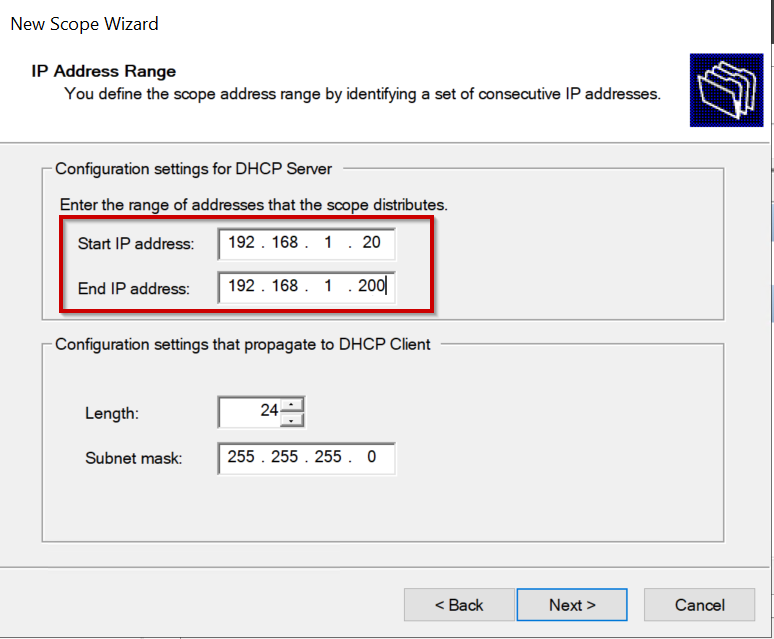 New Scope Wizard
IP Address Range
You define the scope address range by identifying a set of consecutive IP addresses.
Configuration settings for DHCP Server
Enter the range of addresses that the scope distributes.
Start IP address: 192 . 168 . 1 . 20
End IP address: 192 . 168 . 1 . 200
Configuration settings that propagate to DHCP Client
Length: 24
Subnet mask: 255 . 255 . 255 . 0
< Back Next > Cancel